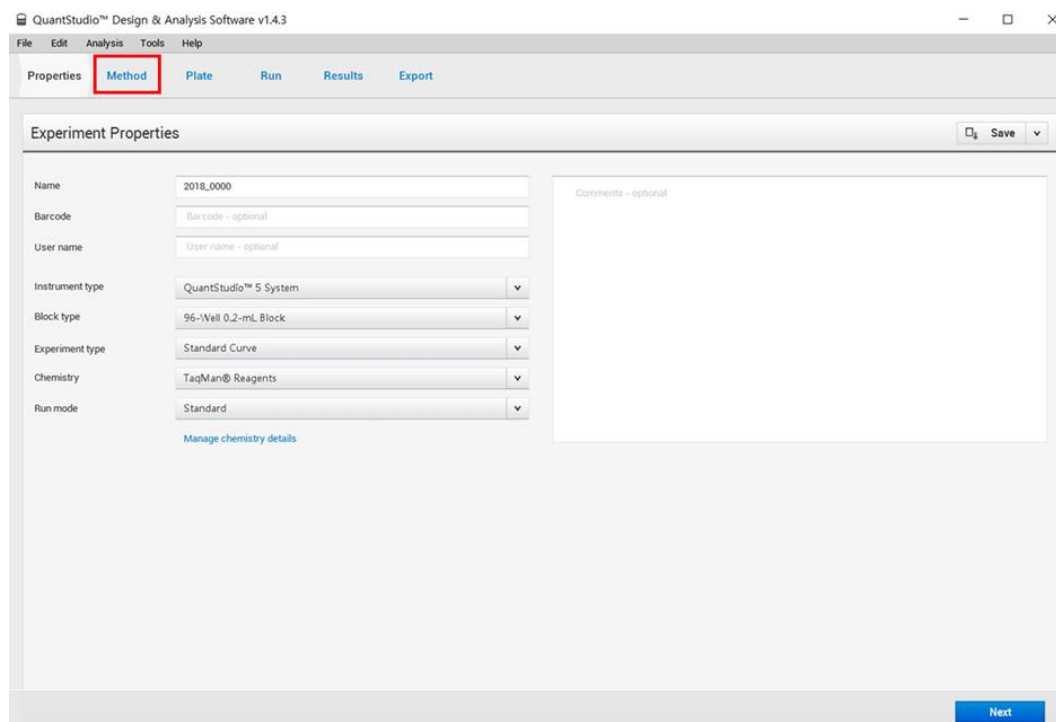 QuantStudio™ Design & Analysis Software v1.4.3
File Edit Analysis Tools Help
Properties Method Plate Run Results Export
Experiment Properties
Save
Name 2018_0000
Comments - optional
Barcode Barcode - optional
User name User name - optional
Instrument type QuantStudio™ 5 System
Block type 96-Well 0.2-mL Block
Experiment type Standard Curve
Chemistry TaqMan® Reagents
Run mode Standard
Manage chemistry details
Next